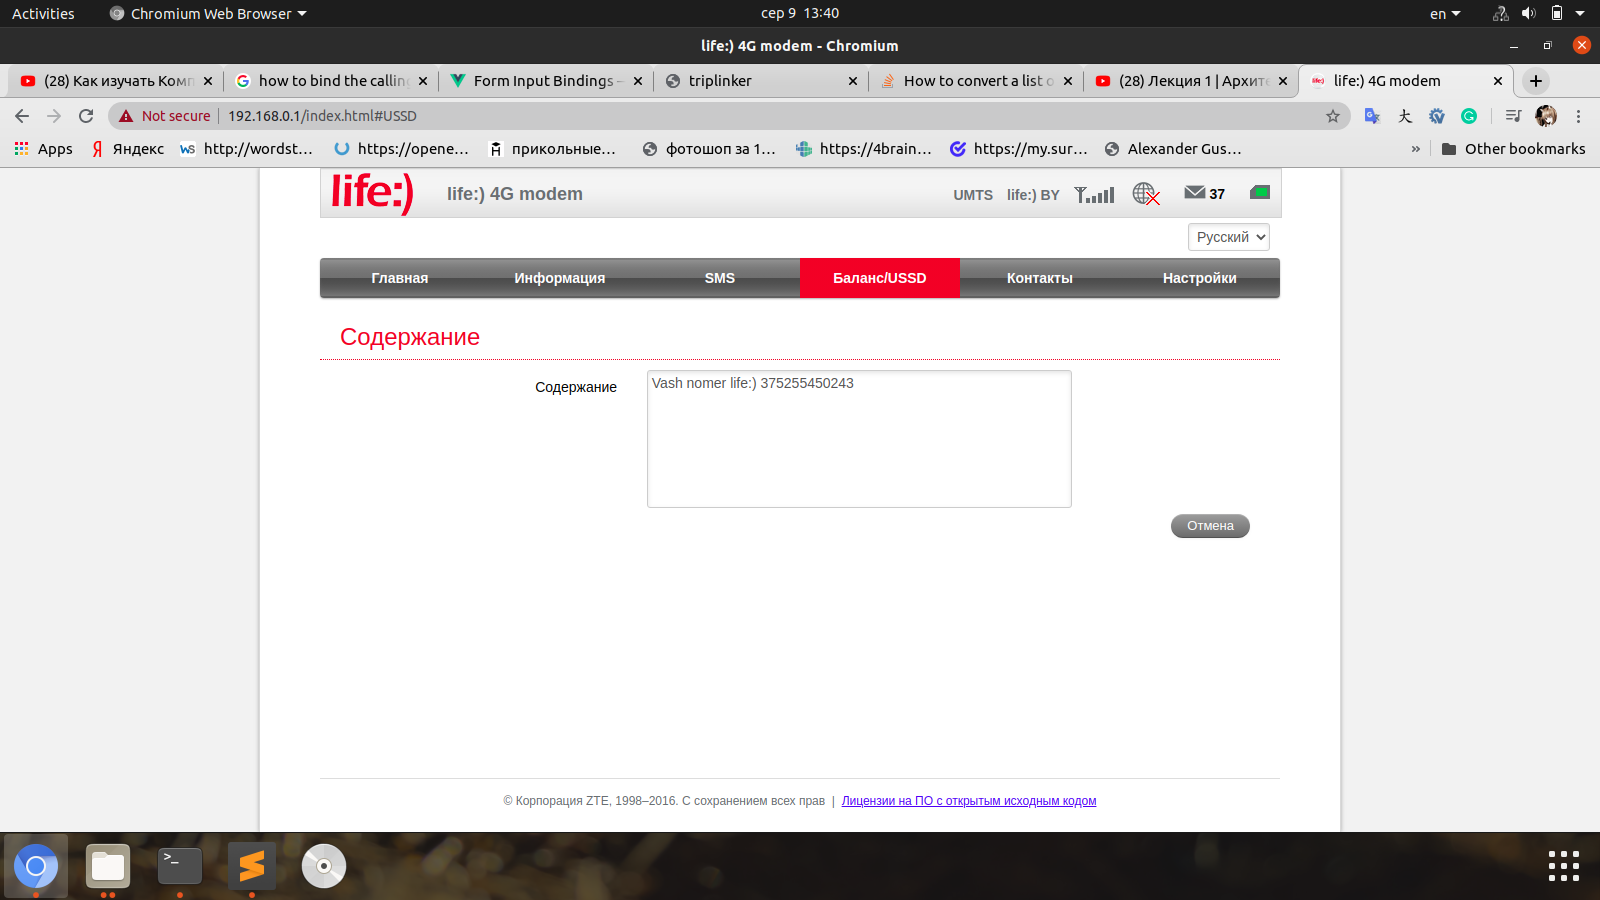 Activities
Chromium Web Browser
сер 9 13:40
en
life:) 4G modem - Chromium
(28) Как изучать Комп
how to bind the calling
Form Input Bindings –
triplinker
How to convert a list o
(28) Лекция 1 | Архите
life:) 4G modem
Not secure
192.168.0.1/index.html#USSD
Apps
Яндекс
http://wordst...
https://opene...
прикольные...
фотошоп за 1...
https://4brain...
https://my.sur...
Alexander Gus...
»
Other bookmarks
life:)
life:) 4G modem
UMTS
life:) BY
37
Русский
Главная
Информация
SMS
Баланс/USSD
Контакты
Настройки
Содержание
Содержание
Vash nomer life:) 375255450243
Отмена
© Корпорация ZTE, 1998–2016. С сохранением всех прав | Лицензии на ПО с открытым исходным кодом